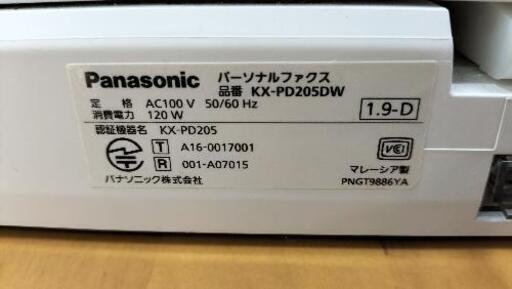 Panasonic パーソナルファクス
品番 KX-PD205DW
定 格 AC100 V 50/60 Hz
消費電力 120 W
1.9-D
認証機器名 KX-PD205
T A16-0017001
R 001-A07015
VCI
パナソニック株式会社
マレーシア製
PNGT9886YA